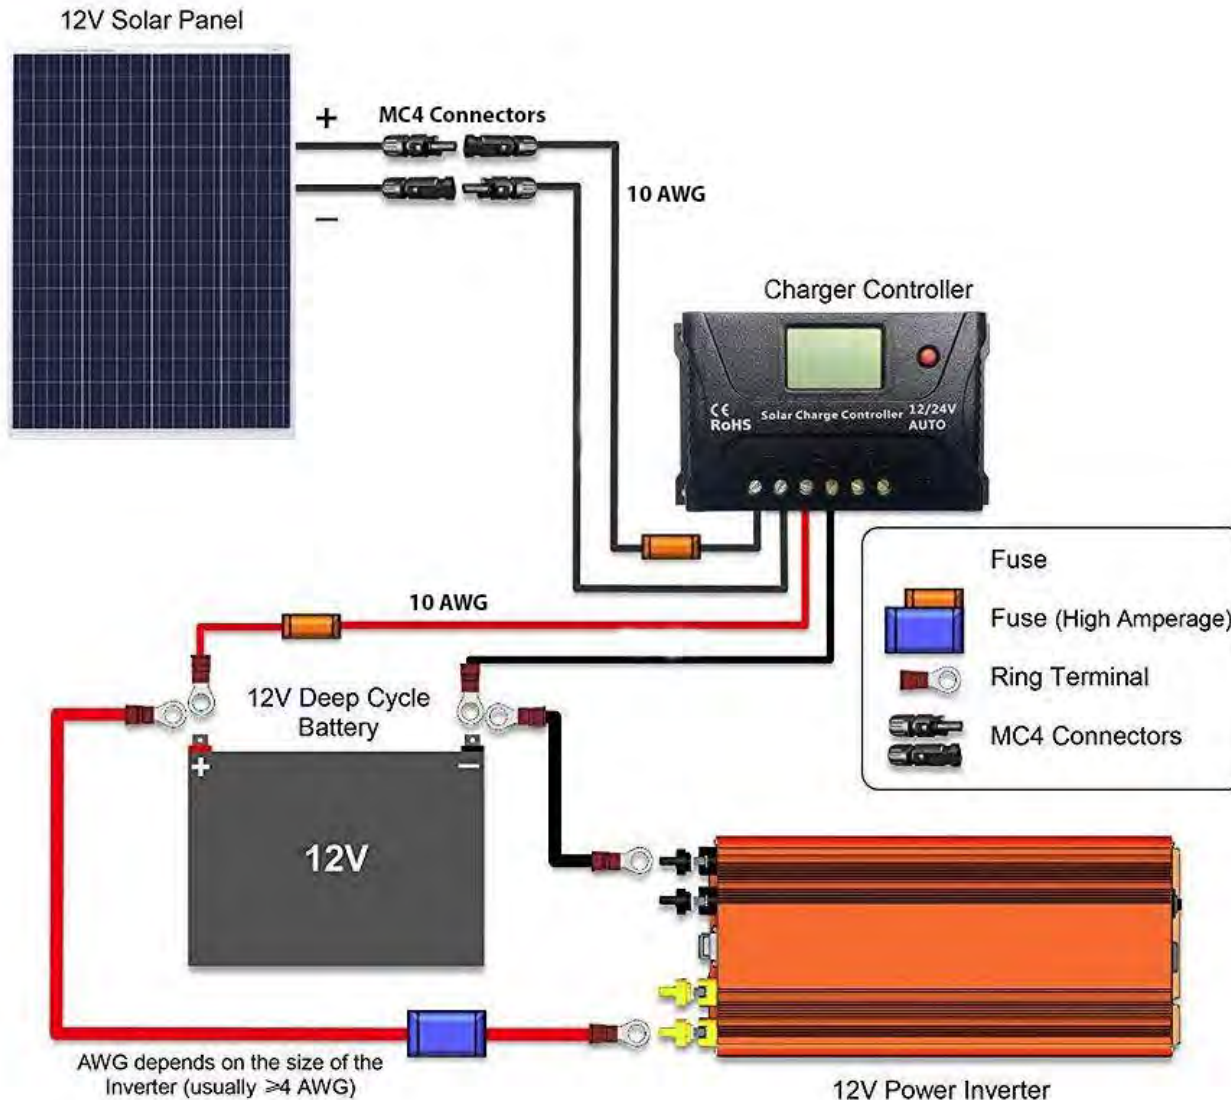 12V Solar Panel
+
MC4 Connectors
−
10 AWG
Charger Controller
CE
RoHS
Solar Charge Controller
12/24V
AUTO
Fuse
Fuse (High Amperage)
Ring Terminal
MC4 Connectors
10 AWG
12V Deep Cycle
Battery
+
−
12V
AWG depends on the size of the
Inverter (usually ≥4 AWG)
12V Power Inverter